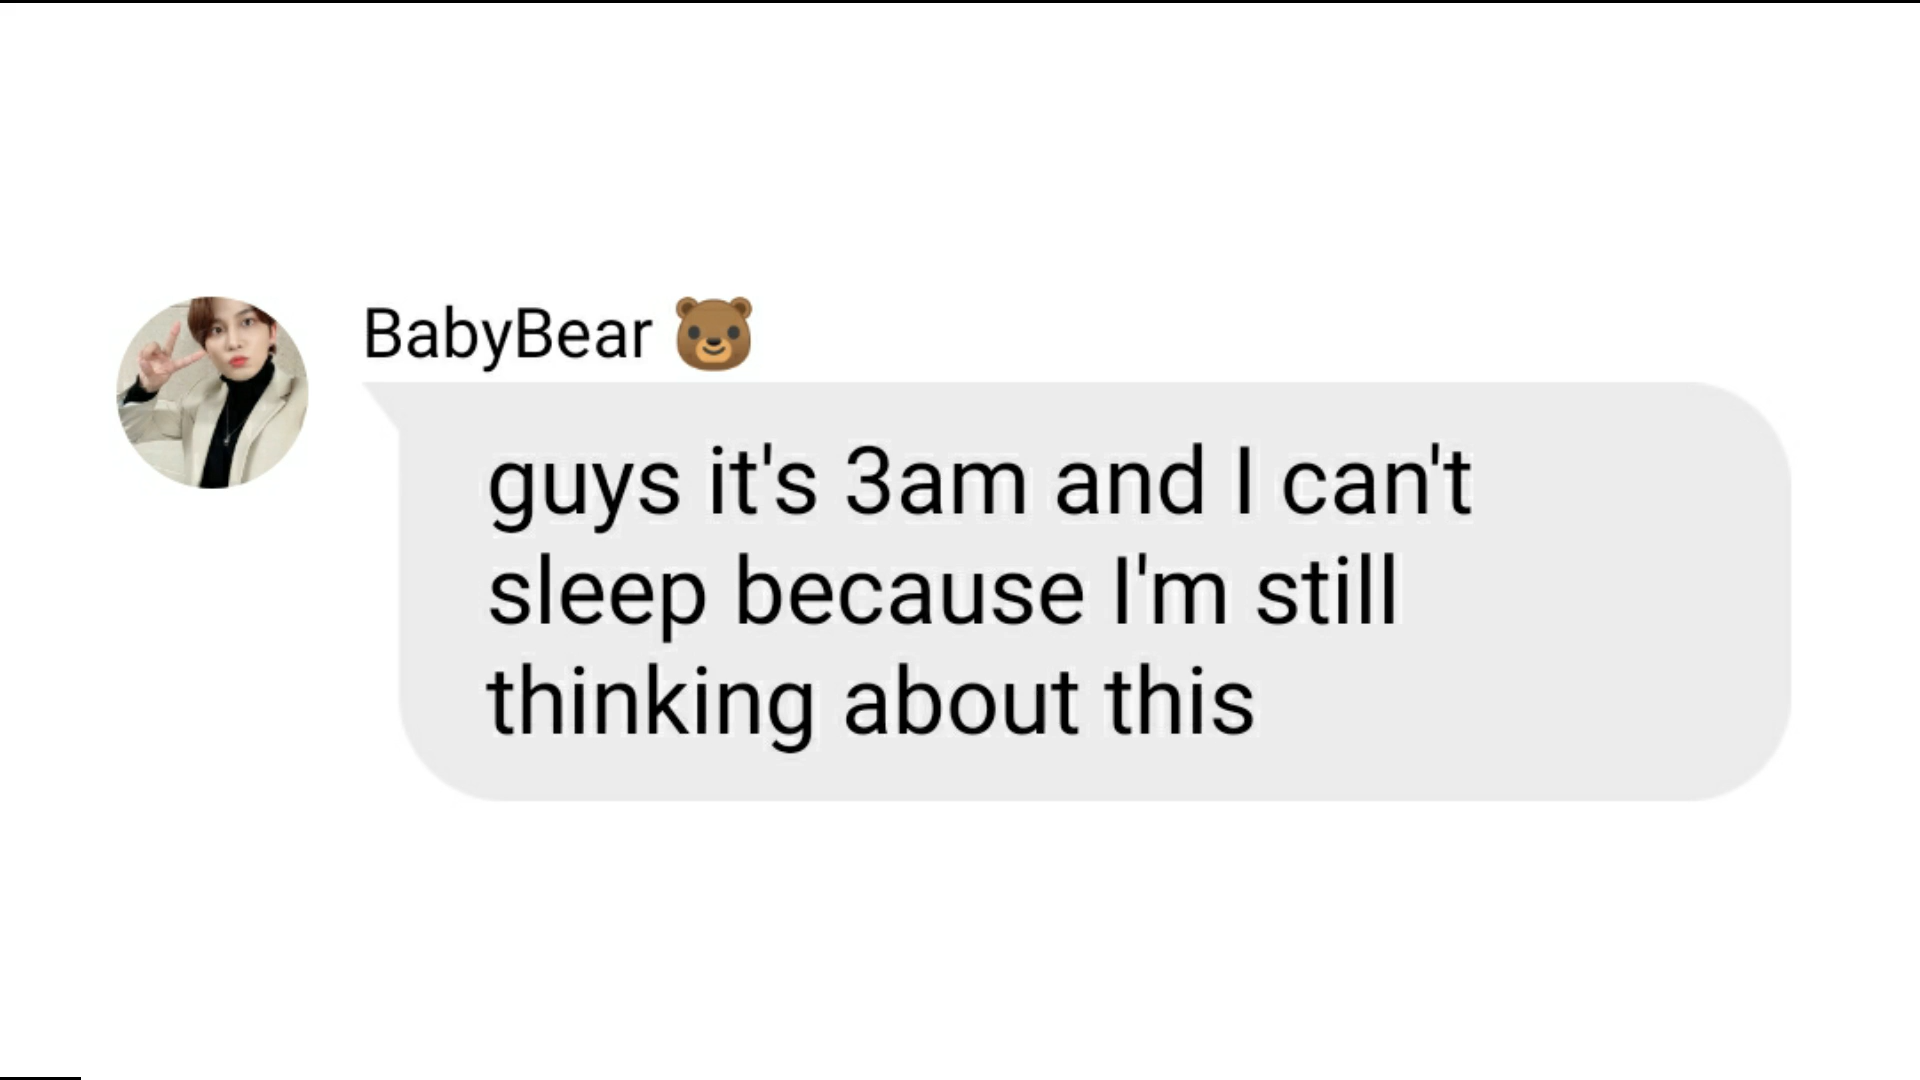 BabyBear 🐻
guys it's 3am and I can't
sleep because I'm still
thinking about this